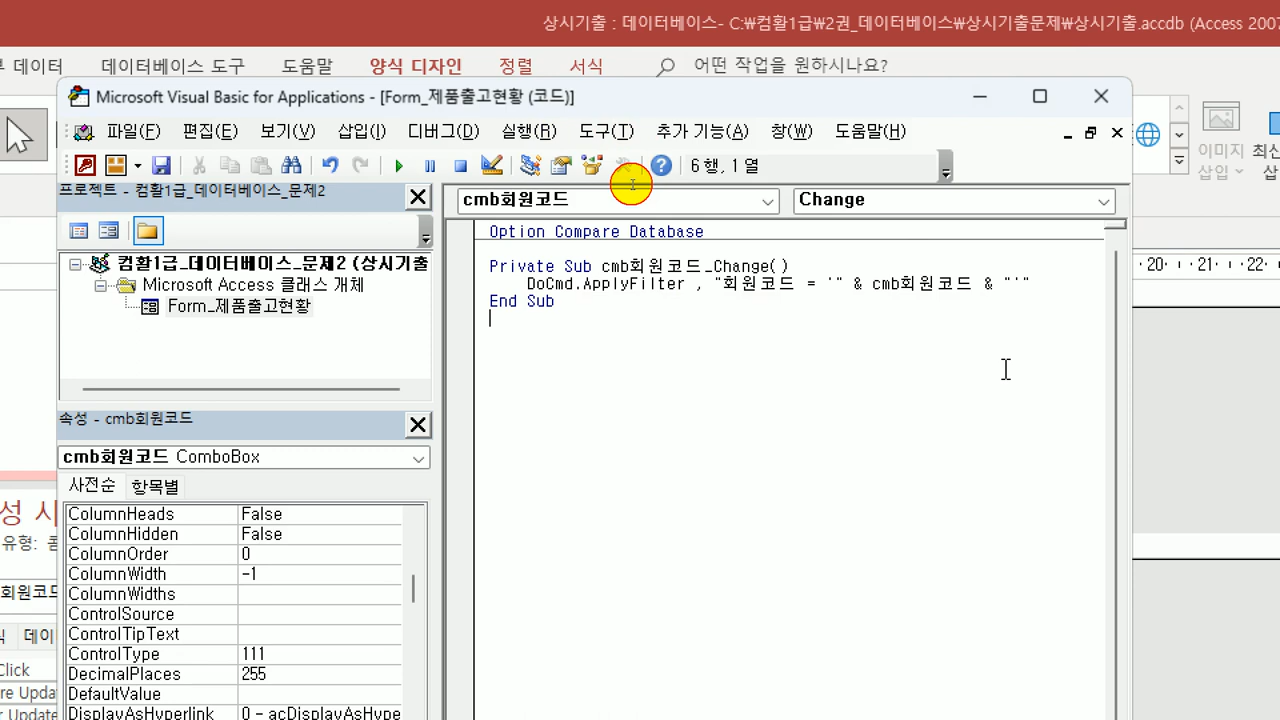 상시기출 : 데이터베이스- C:₩컴활1급₩2권_데이터베이스₩상시기출문제₩상시기출.accdb (Access 2007
부 데이터 데이터베이스 도구 도움말 양식 디자인 정렬 서식 어떤 작업을 원하시나요?
Microsoft Visual Basic for Applications - [Form_제품출고현황 (코드)]
파일(F) 편집(E) 보기(V) 삽입(I) 디버그(D) 실행(R) 도구(T) 추가 기능(A) 창(W) 도움말(H)
6 행, 1 열
이미지 최신
삽입 삽
프로젝트 - 컴활1급_데이터베이스_문제2
cmb회원코드 Change
Option Compare Database
컴활1급_데이터베이스_문제2 (상시기출
Microsoft Access 클래스 개체
Form_제품출고현황
Private Sub cmb회원코드_Change()
DoCmd.ApplyFilter , "회원코드 = '" & cmb회원코드 & "'"
End Sub
20 21 22
속성 - cmb회원코드
cmb회원코드 ComboBox
사전순 항목별
ColumnHeads False
ColumnHidden False
ColumnOrder 0
ColumnWidth -1
ColumnWidths
ControlSource
ControlTipText
ControlType 111
DecimalPlaces 255
DefaultValue
DisplayAsHyperlink 0 - acDisplayAsHype
성 시
유형: 콤
회원코드
식 데이
Click
re Upda
r Update